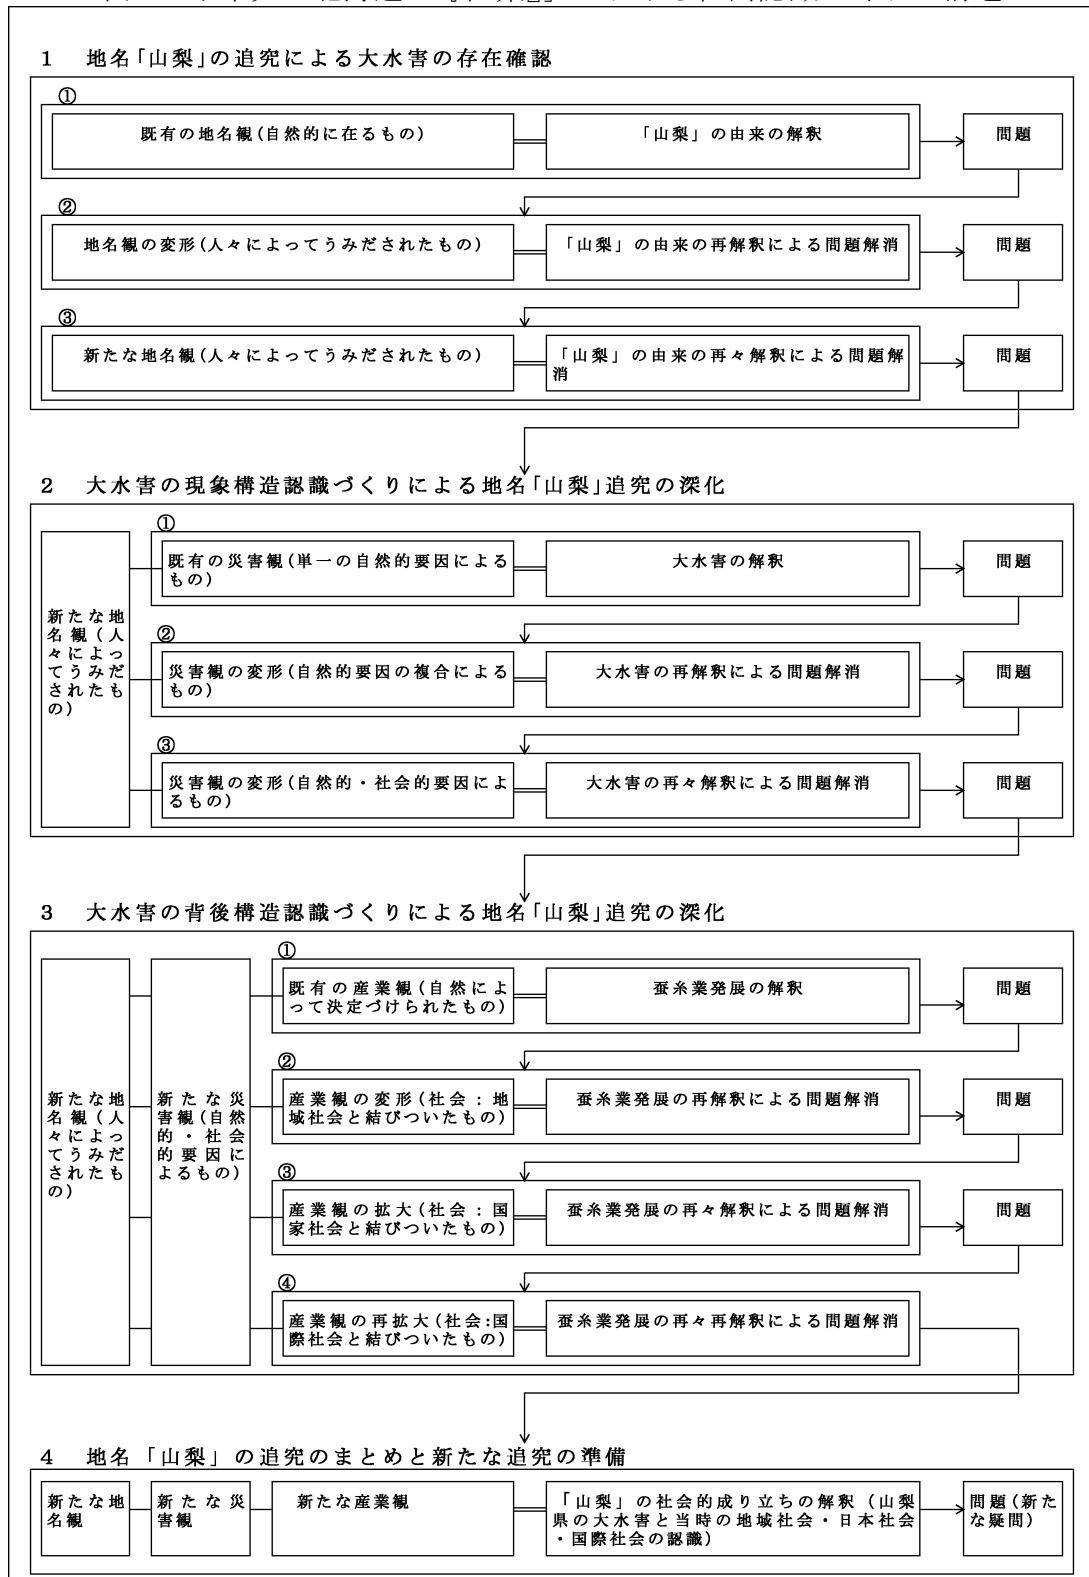 1 地名「山梨」の追究による大水害の存在確認
①
既有の地名観(自然的に在るもの)
「山梨」の由来の解釈
問題
②
地名観の変形(人々によってうみだされたもの)
「山梨」の由来の再解釈による問題解消
問題
③
新たな地名観(人々によってうみだされたもの)
「山梨」の由来の再々解釈による問題解
消
問題
2 大水害の現象構造認識づくりによる地名「山梨」追究の深化
新たな地
名観(人
々によっ
てうみだ
されたも
の)
①
既有の災害観(単一の自然的要因による
もの)
大水害の解釈
問題
②
災害観の変形(自然的要因の複合による
もの)
大水害の再解釈による問題解消
問題
③
災害観の変形(自然的・社会的要因によ
るもの)
大水害の再々解釈による問題解消
問題
3 大水害の背後構造認識づくりによる地名「山梨」追究の深化
新たな地
名観(人
々によっ
てうみだ
されたも
の)
新たな災
害観(自然
的・社会
的要因に
よるもの)
①
既有の産業観(自然によ
って決定づけられたもの)
蚕糸業発展の解釈
問題
②
産業観の変形(社会:地
域社会と結びついたもの)
蚕糸業発展の再解釈による問題解消
問題
③
産業観の拡大(社会:国
家社会と結びついたもの)
蚕糸業発展の再々解釈による問題解消
問題
④
産業観の再拡大(社会:国
際社会と結びついたもの)
蚕糸業発展の再々再解釈による問題解消
4 地名「山梨」の追究のまとめと新たな追究の準備
新たな地
名観
新たな災
害観
新たな産業観
「山梨」の社会的成り立ちの解釈(山梨
県の大水害と当時の地域社会・日本社会
・国際社会の認識)
問題(新た
な疑問)